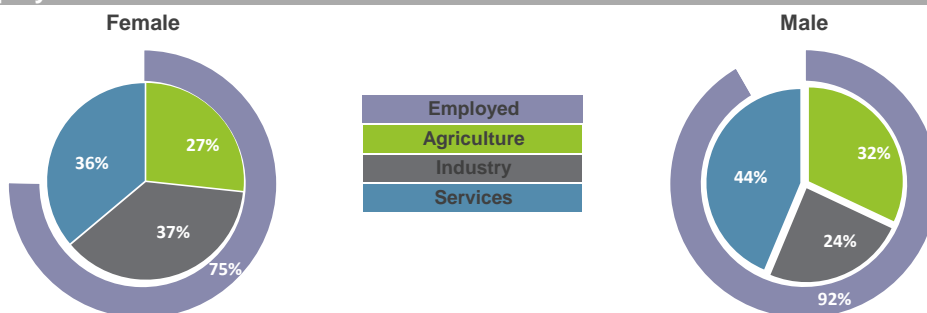 Female
Male
Employed
Agriculture
Industry
Services
27%
36%
37%
75%
32%
44%
24%
92%